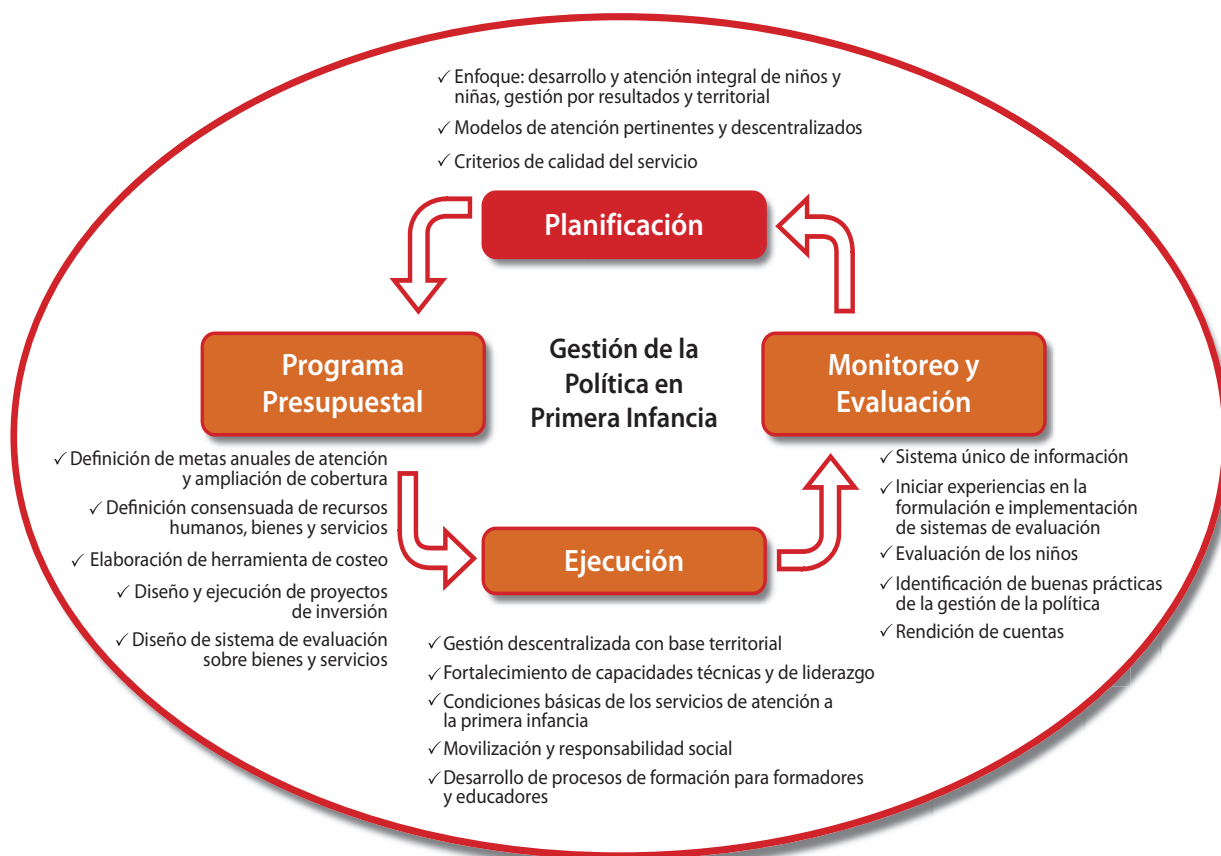 ✓ Enfoque: desarrollo y atención integral de niños y
niñas, gestión por resultados y territorial
✓ Modelos de atención pertinentes y descentralizados
✓ Criterios de calidad del servicio
Planificación
Programa
Presupuestal
Gestión de la
Política en
Primera Infancia
Monitoreo y
Evaluación
✓ Definición de metas anuales de atención
y ampliación de cobertura
✓ Definición consensuada de recursos
humanos, bienes y servicios
✓ Elaboración de herramienta de costeo
✓ Diseño y ejecución de proyectos
de inversión
✓ Diseño de sistema de evaluación
sobre bienes y servicios
Ejecución
✓ Gestión descentralizada con base territorial
✓ Fortalecimiento de capacidades técnicas y de liderazgo
✓ Condiciones básicas de los servicios de atención a
la primera infancia
✓ Movilización y responsabilidad social
✓ Desarrollo de procesos de formación para formadores
y educadores
✓ Sistema único de información
✓ Iniciar experiencias en la
formulación e implementación
de sistemas de evaluación
✓ Evaluación de los niños
✓ Identificación de buenas prácticas
de la gestión de la política
✓ Rendición de cuentas